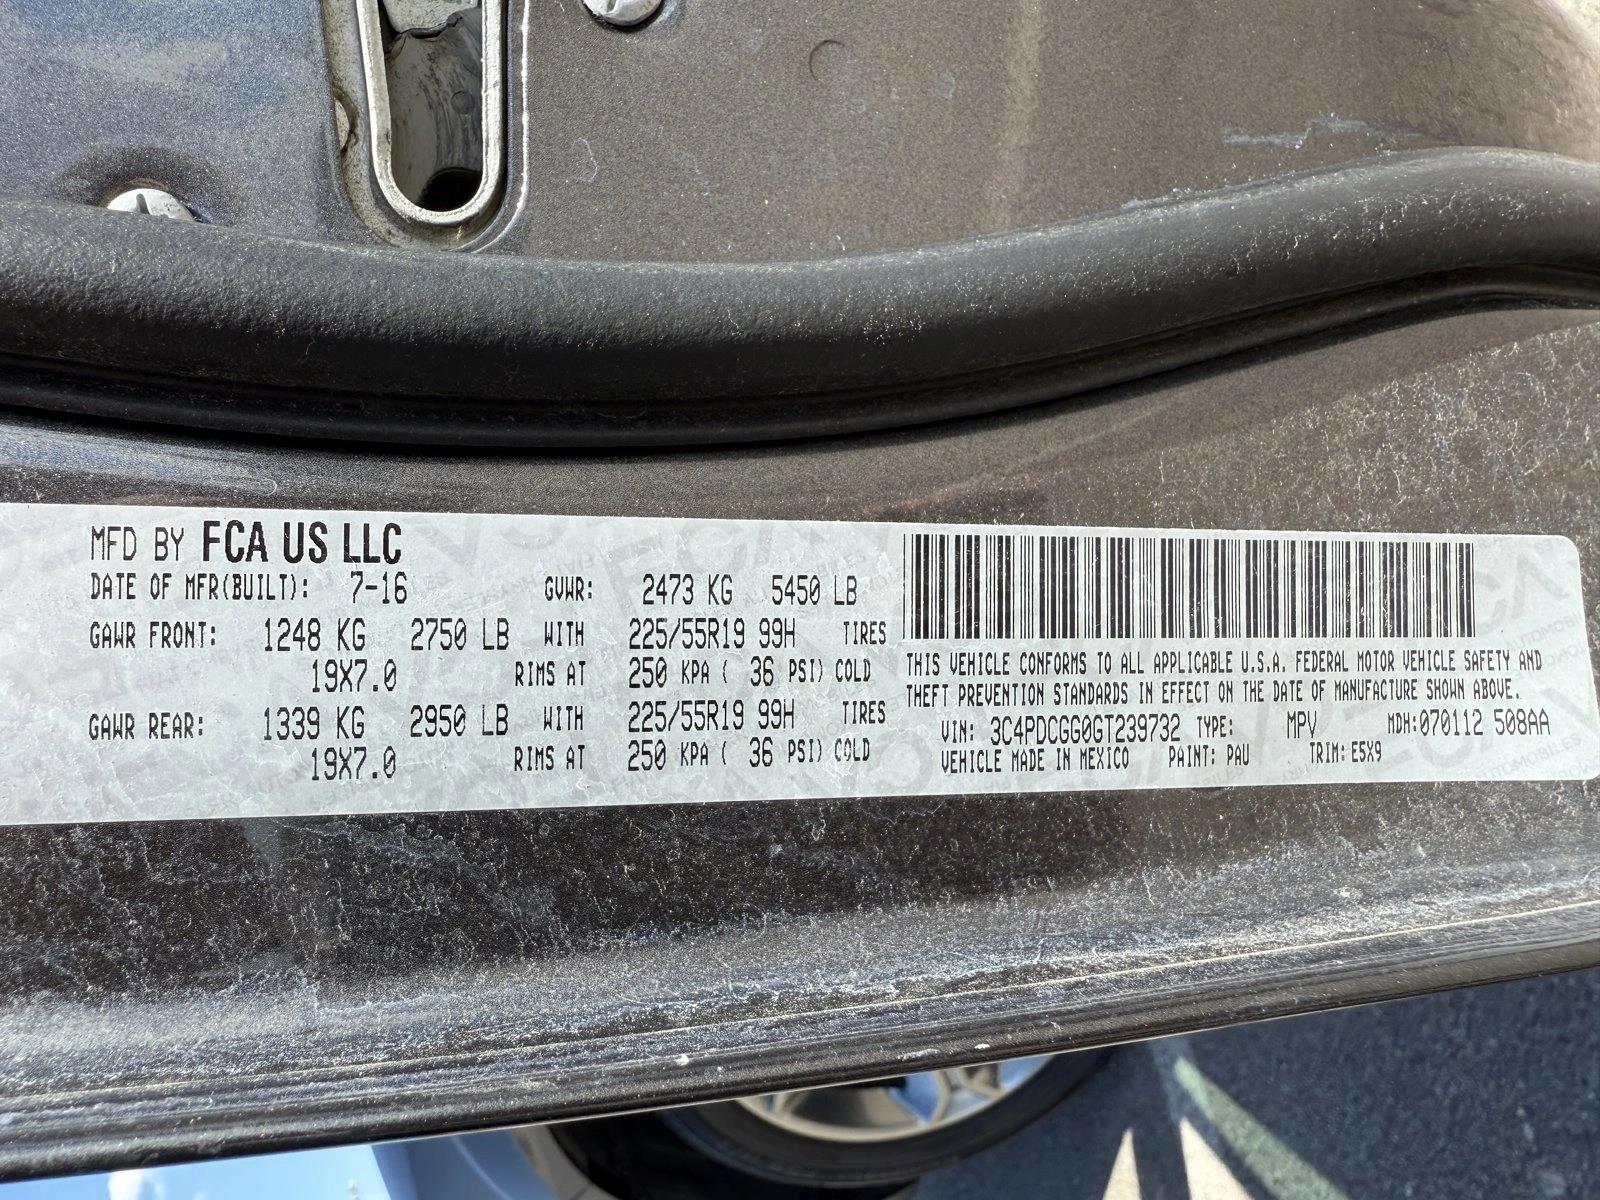 MFD BY FCA US LLC
DATE OF MFR(BUILT): 7-16 GVWR: 2473 KG 5450 LB
GAWR FRONT: 1248 KG 2750 LB WITH 225/55R19 99H TIRES
19X7.0 RIMS AT 250 KPA ( 36 PSI) COLD
GAWR REAR: 1339 KG 2950 LB WITH 225/55R19 99H TIRES
19X7.0 RIMS AT 250 KPA ( 36 PSI) COLD
THIS VEHICLE CONFORMS TO ALL APPLICABLE U.S.A. FEDERAL MOTOR VEHICLE SAFETY AND
THEFT PREVENTION STANDARDS IN EFFECT ON THE DATE OF MANUFACTURE SHOWN ABOVE.
VIN: 3C4PDCGG0GT239732 TYPE: MPV MDH:070112 508AA
VEHICLE MADE IN MEXICO PAINT: PAU TRIM: E5X9